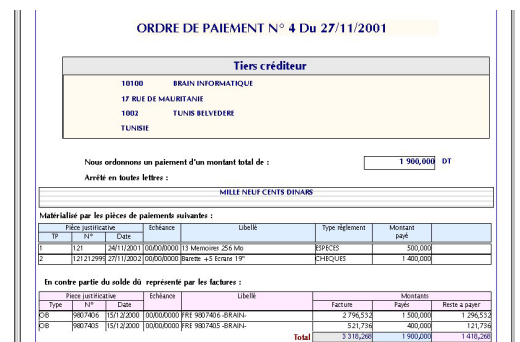 ORDRE DE PAIEMENT N° 4 Du 27/11/2001
Tiers créditeur
10100 BRAIN INFORMATIQUE
17 RUE DE MAURITANIE
1002 TUNIS BELVEDERE
TUNISIE
Nous ordonnons un paiement d'un montant total de : 1 900,000 DT
Arrêté en toutes lettres :
MILLE NEUF CENTS DINARS
Matérialisé par les pièces de paiements suivantes :
Pièce justificative Echéance Libellé Type règlement Montant payé
TP N° Date
1 121 24/11/2001 00/00/0000 13 Memoires 256 Mo ESPECES 500,000
2 121212999 27/11/2002 00/00/0000 Barette +5 Ecrans 19" CHEQUES 1 400,000
En contre partie du solde dû représenté par les factures :
Piece justificative Echéance Libellé Montants
Type N° Date Facture Payés Reste a payer
OB 9807406 15/12/2000 00/00/0000 FRE 9807406 -BRAIN- 2 796,532 1 500,000 1 296,532
OB 9807405 15/12/2000 00/00/0000 FRE 9807405 -BRAIN- 521,736 400,000 121,736
Total 3 318,268 1 900,000 1 418,268